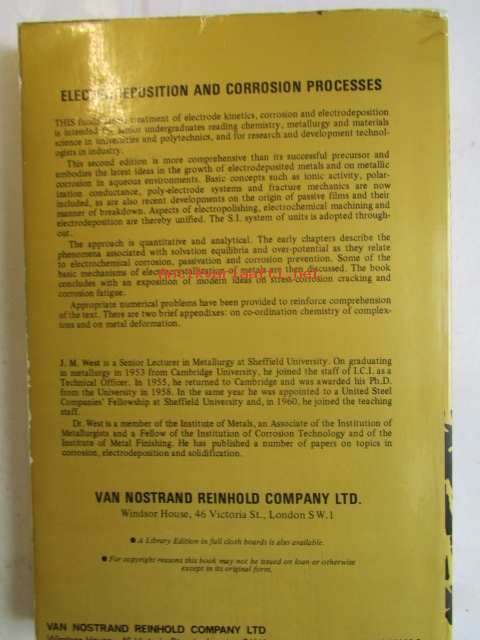 ELECTRODEPOSITION AND CORROSION PROCESSES
THIS treatment of electrode kinetics, corrosion and electrodeposition
is intended for senior undergraduates reading chemistry, metallurgy and materials
science in universities and polytechnics, and for research and development technol-
ogists in industry.
This second edition is more comprehensive than its successful precursor and
embodies the latest ideas in the growth of electrodeposited metals and on metallic
corrosion in aqueous environments. Basic concepts such as ionic activity, polar-
ization conductance, poly-electrode systems and fracture mechanics are now
included, as are also recent developments on the origin of passive films and their
manner of breakdown. Aspects of electropolishing, electrochemical machining and
electrodeposition are thereby unified. The S.I. system of units is adopted through-
out.
The approach is quantitative and analytical. The early chapters describe the
phenomena associated with solvation equilibria and over-potential as they relate
to electrochemical corrosion, passivation and corrosion prevention. Some of the
basic mechanisms of electrocrystallization of metals are then discussed. The book
concludes with an exposition of modern ideas on stress-corrosion cracking and
corrosion fatigue.
Appropriate numerical problems have been provided to reinforce comprehension
of the text. There are two brief appendixes: on co-ordination chemistry of complex-
ions and on metal deformation.
J. M. West is a Senior Lecturer in Metallurgy at Sheffield University. On graduating
in metallurgy in 1953 from Cambridge University, he joined the staff of I.C.I. as a
Technical Officer. In 1955, he returned to Cambridge and was awarded his Ph.D.
from the University in 1958. In the same year he was appointed to a United Steel
Companies' Fellowship at Sheffield University and, in 1960, he joined the teaching
staff.
Dr. West is a member of the Institute of Metals, an Associate of the Institution of
Metallurgists and a Fellow of the Institution of Corrosion Technology and of the
Institute of Metal Finishing. He has published a number of papers on topics in
corrosion, electrodeposition and solidification.
VAN NOSTRAND REINHOLD COMPANY LTD.
Windsor House, 46 Victoria St., London S.W.1
● A Library Edition in full cloth boards is also available.
● For copyright reasons this book may not be issued on loan or otherwise
except in its original form.
VAN NOSTRAND REINHOLD COMPANY LTD